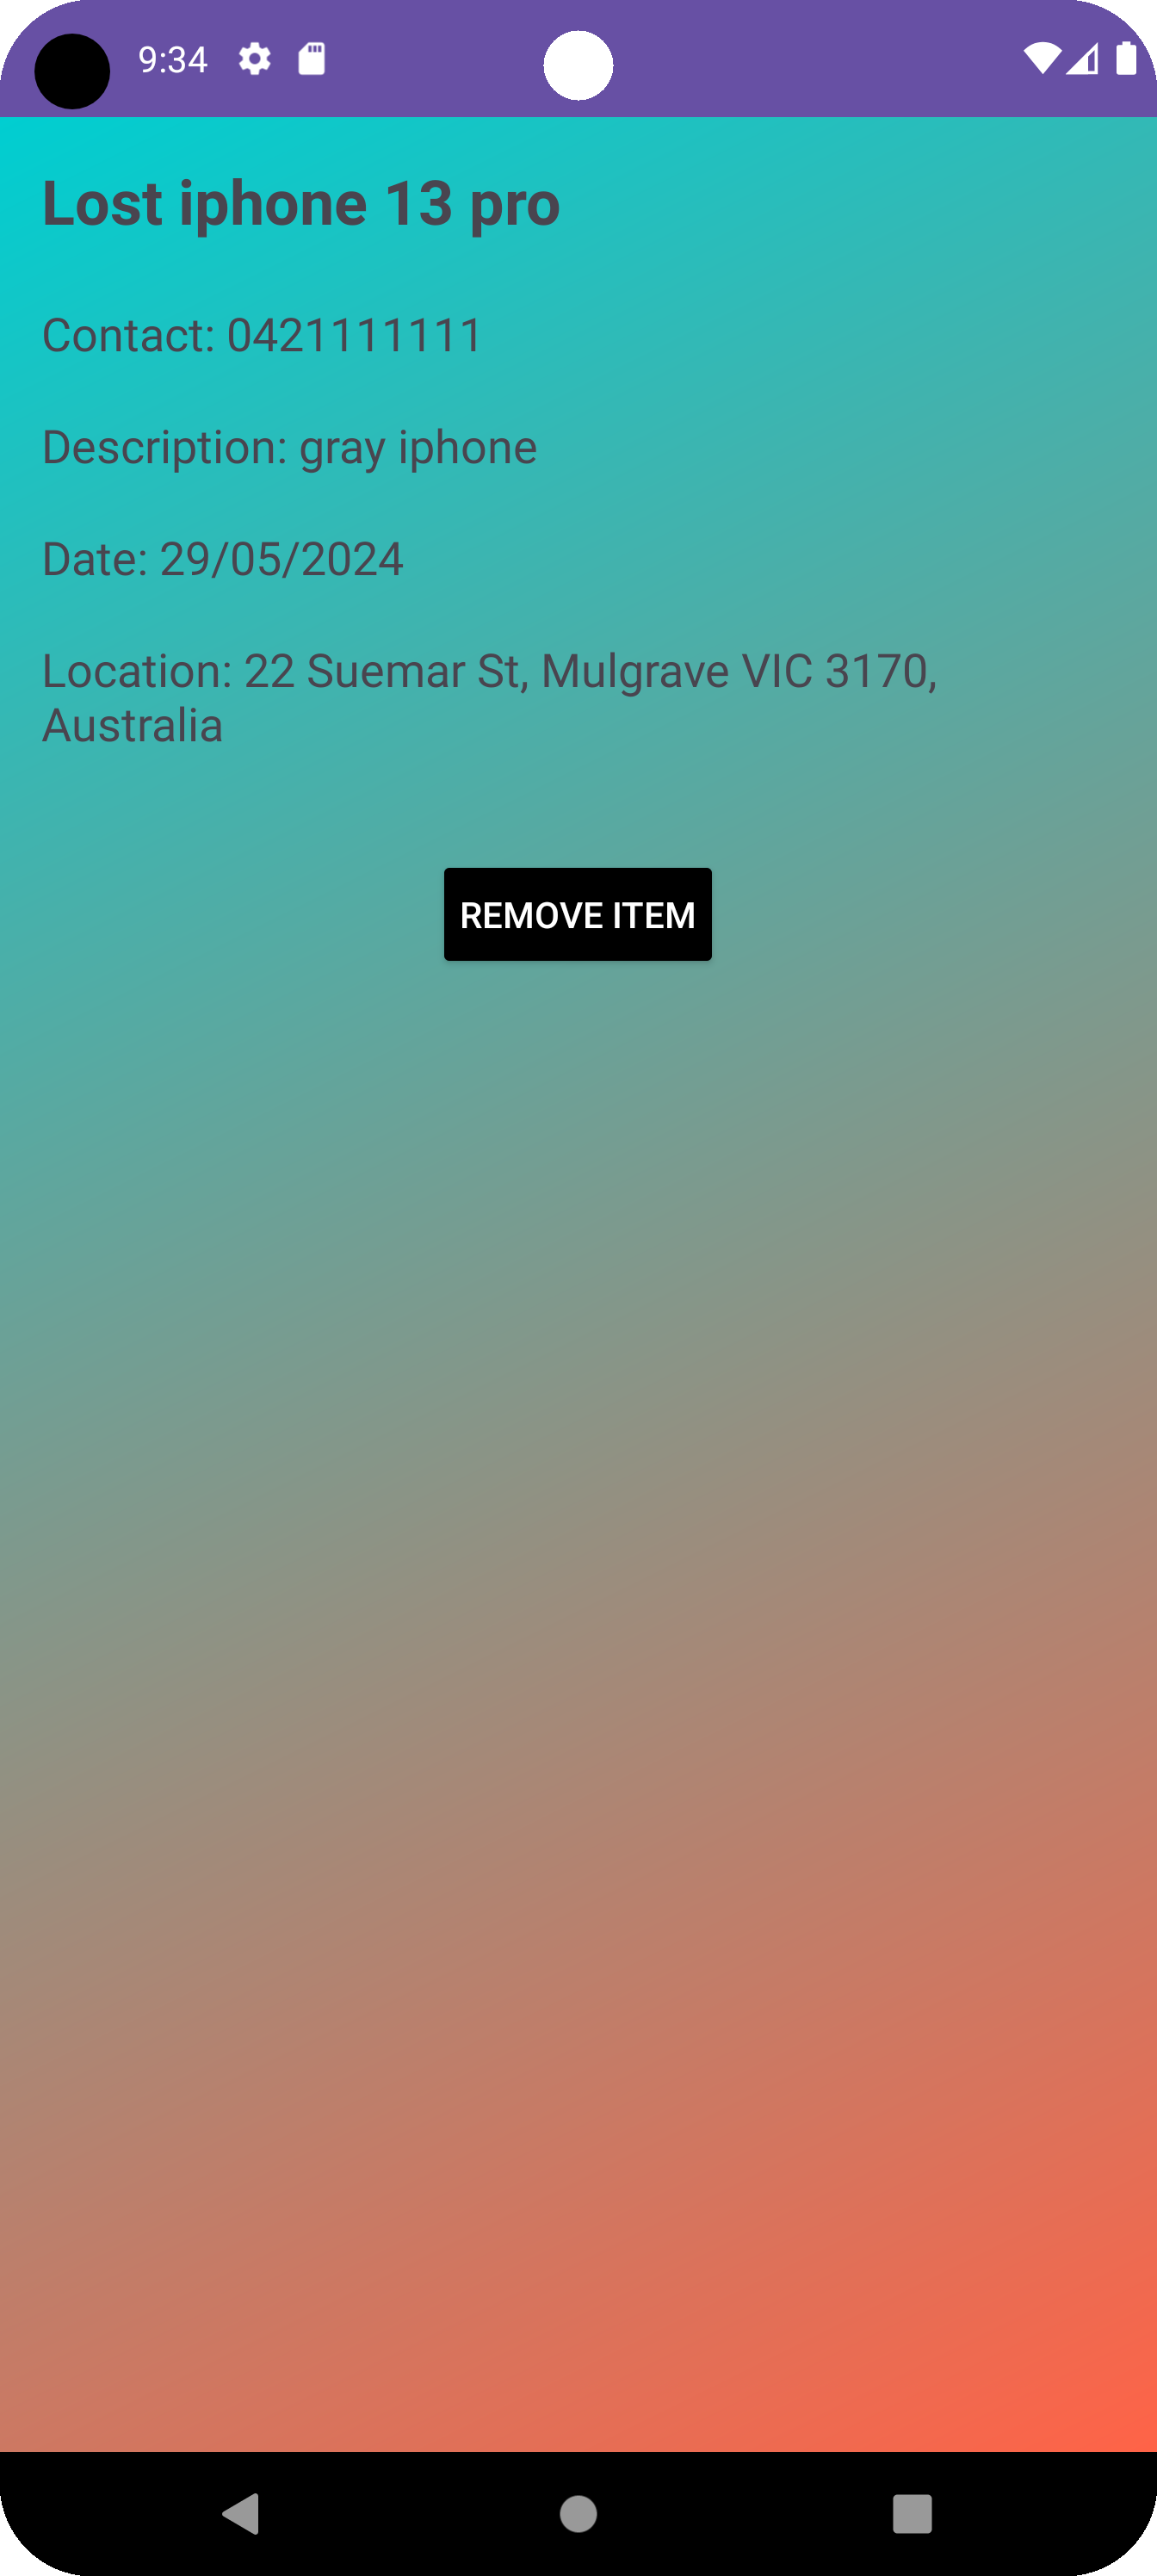 9:34
Lost iphone 13 pro
Contact: 0421111111
Description: gray iphone
Date: 29/05/2024
Location: 22 Suemar St, Mulgrave VIC 3170,
Australia
REMOVE ITEM